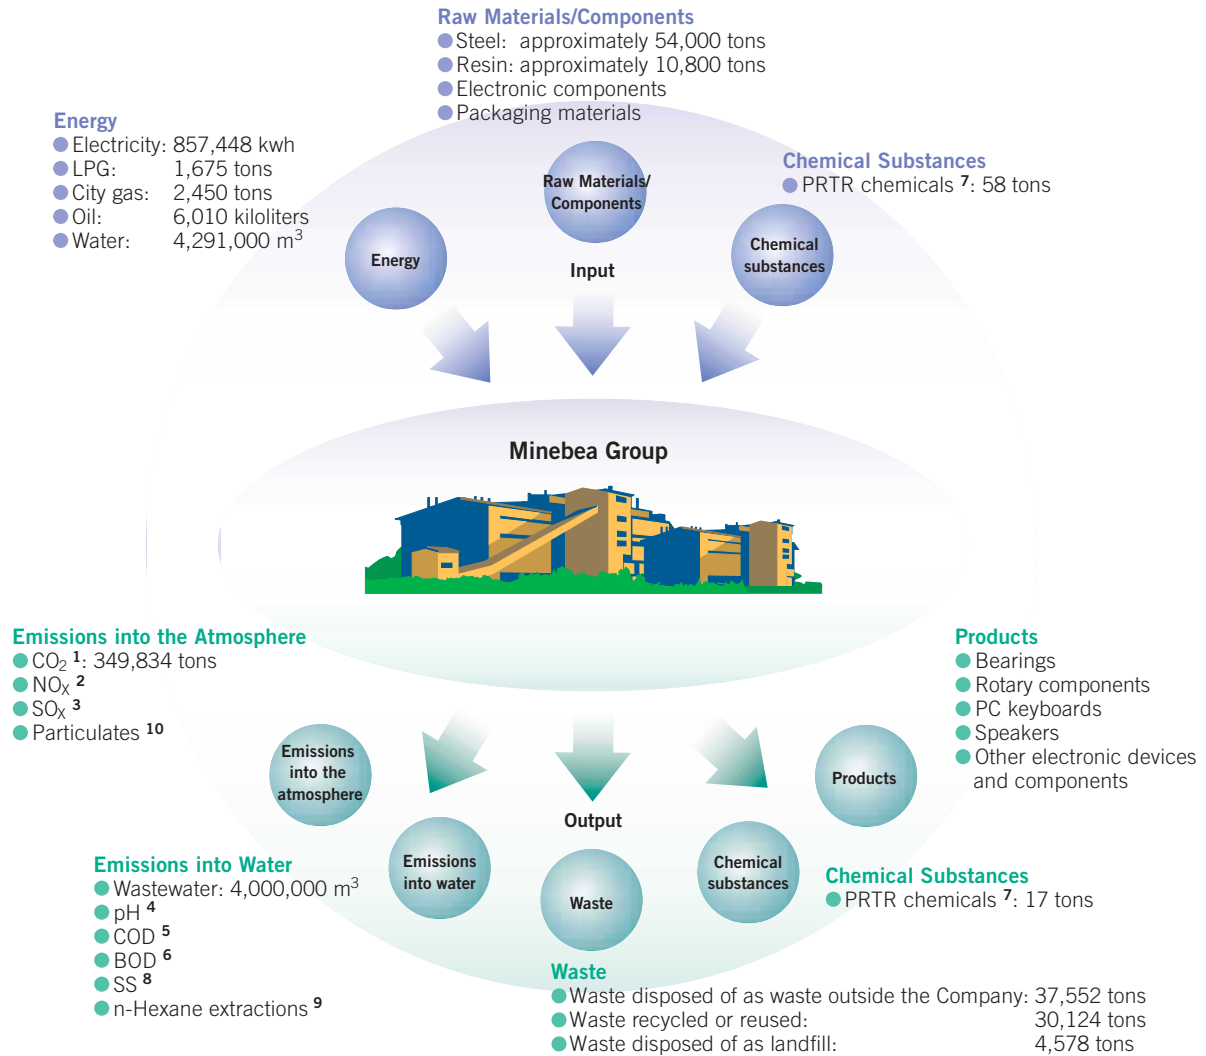 Raw Materials/Components
● Steel: approximately 54,000 tons
● Resin: approximately 10,800 tons
● Electronic components
● Packaging materials
Energy
● Electricity: 857,448 kwh
● LPG: 1,675 tons
● City gas: 2,450 tons
● Oil: 6,010 kiloliters
● Water: 4,291,000 m³
Chemical Substances
● PRTR chemicals ⁷: 58 tons
Raw Materials/
Components
Energy
Chemical
substances
Input
Minebea Group
Emissions into the Atmosphere
● CO₂ ¹: 349,834 tons
● NOX ²
● SOX ³
● Particulates ¹⁰
Products
● Bearings
● Rotary components
● PC keyboards
● Speakers
● Other electronic devices
and components
Emissions
into the
atmosphere
Products
Output
Emissions
into water
Waste
Chemical
substances
Emissions into Water
● Wastewater: 4,000,000 m³
● pH ⁴
● COD ⁵
● BOD ⁶
● SS ⁸
● n-Hexane extractions ⁹
Chemical Substances
● PRTR chemicals ⁷: 17 tons
Waste
● Waste disposed of as waste outside the Company: 37,552 tons
● Waste recycled or reused: 30,124 tons
● Waste disposed of as landfill: 4,578 tons